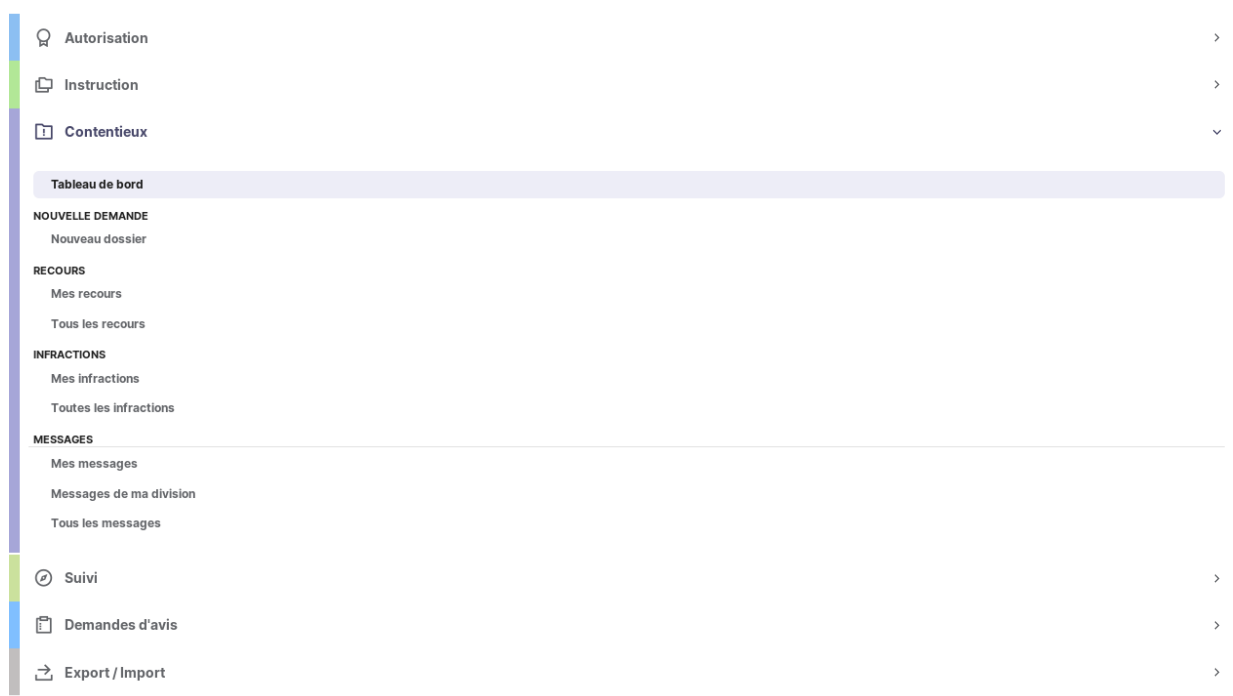 Autorisation
Instruction
Contentieux
Tableau de bord
NOUVELLE DEMANDE
Nouveau dossier
RECOURS
Mes recours
Tous les recours
INFRACTIONS
Mes infractions
Toutes les infractions
MESSAGES
Mes messages
Messages de ma division
Tous les messages
Suivi
Demandes d'avis
Export / Import